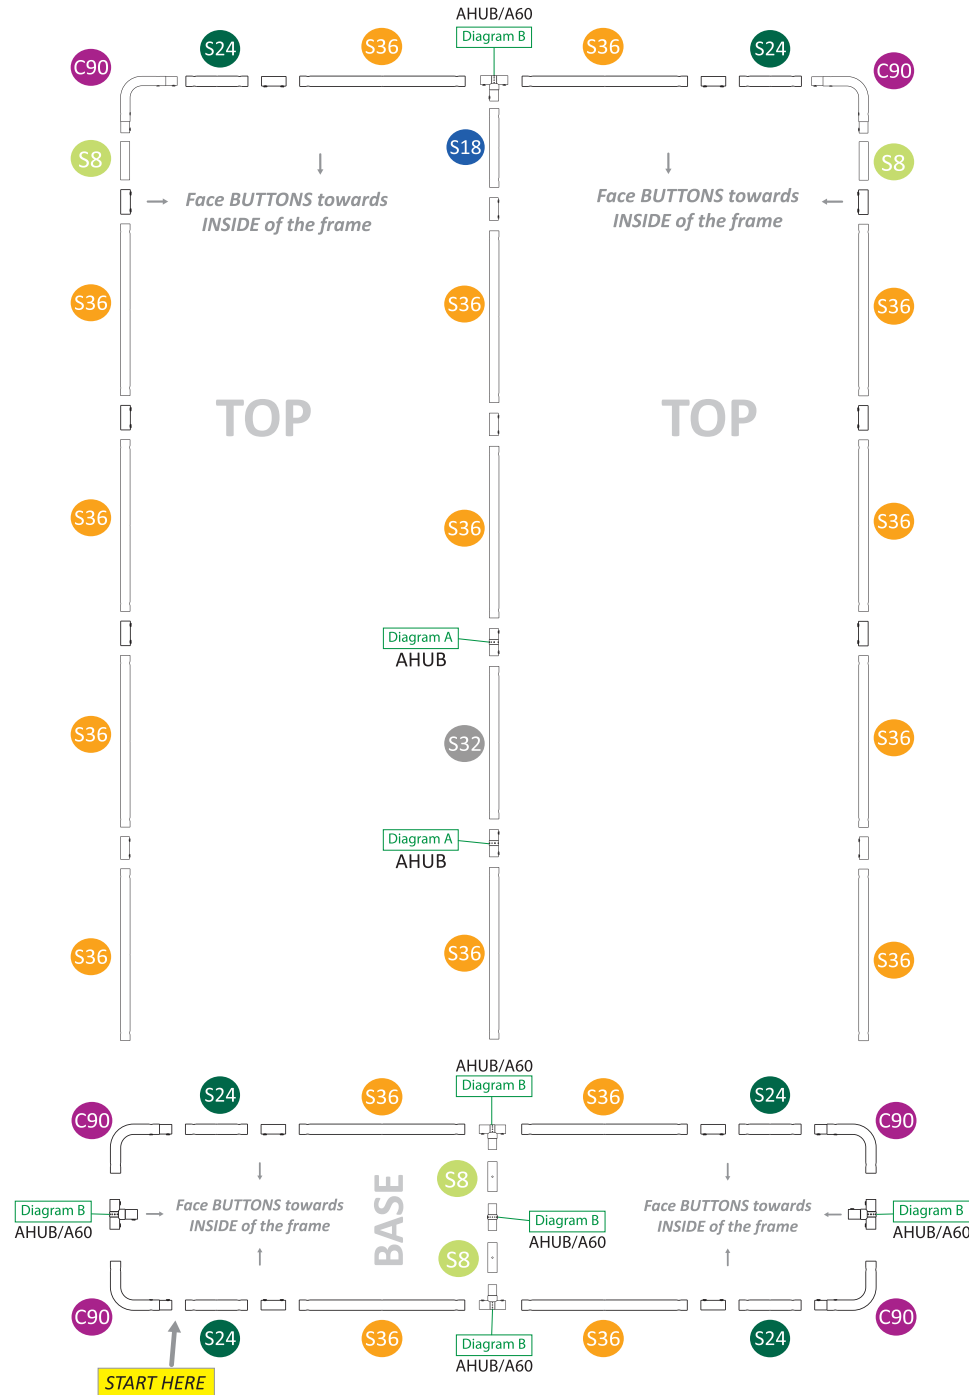 AHUB/A60
Diagram B
S24
S36
S36
S24
C90
C90
S8
S18
S8
Face BUTTONS towards
INSIDE of the frame
Face BUTTONS towards
INSIDE of the frame
S36
S36
S36
TOP
TOP
S36
S36
S36
Diagram A
AHUB
S36
S32
S36
Diagram A
AHUB
S36
S36
S36
AHUB/A60
Diagram B
S24
S36
S36
S24
C90
C90
S8
BASE
Face BUTTONS towards
INSIDE of the frame
Face BUTTONS towards
INSIDE of the frame
Diagram B
AHUB/A60
Diagram B
AHUB/A60
Diagram B
AHUB/A60
S8
C90
C90
S24
S36
S36
S24
Diagram B
AHUB/A60
START HERE